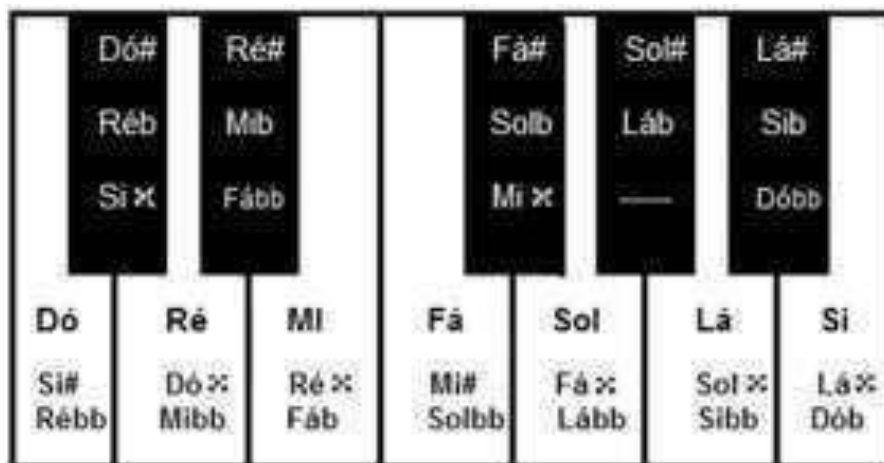 Dó# Ré# Fá# Sol# Lá#
Réb Mib Solb Láb Sib
Si𝄪 Fább Mi𝄪 — Dóbb
Dó Ré MI Fá Sol Lá Si
Si# Dó𝄪 Ré𝄪 Mi# Fá𝄪 Sol𝄪 Lá𝄪
Rébb Mibb Fáb Solbb Lább Sibb Dób